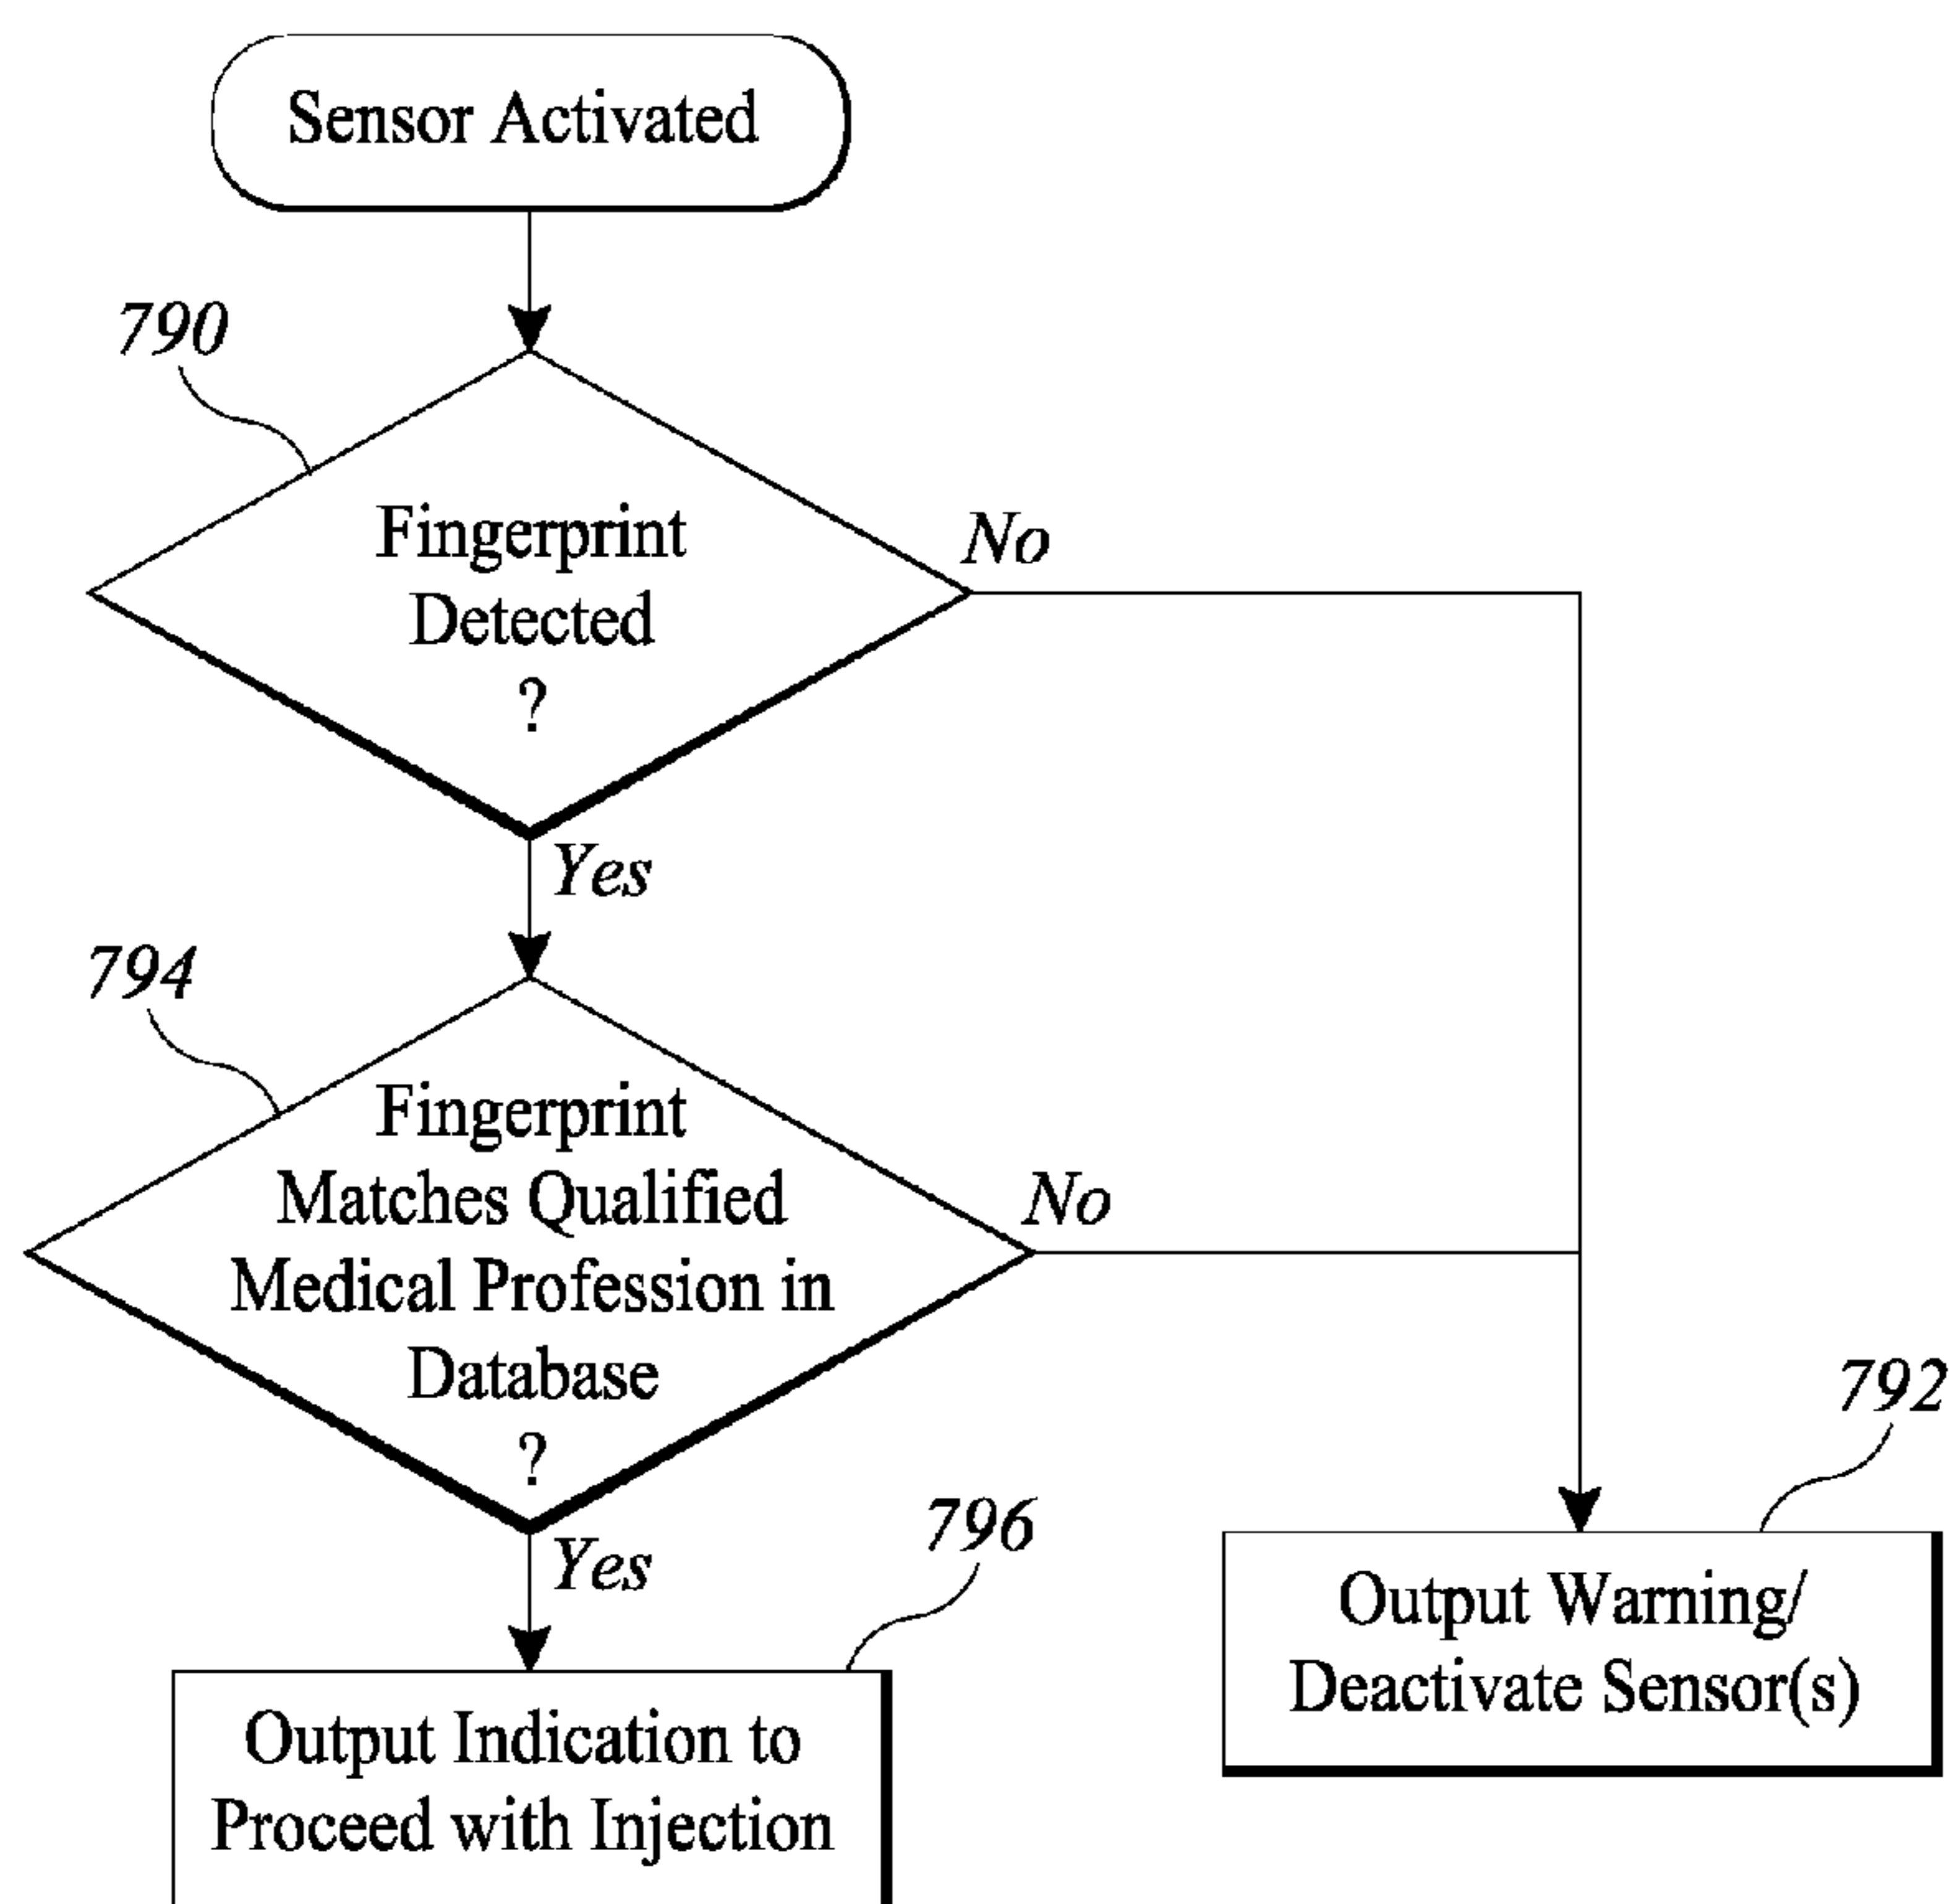 Sensor Activated
790
Fingerprint
Detected
?
No
Yes
794
Fingerprint
Matches Qualified
Medical Profession in
Database
?
No
Yes
796
Output Indication to
Proceed with Injection
792
Output Warning/
Deactivate Sensor(s)